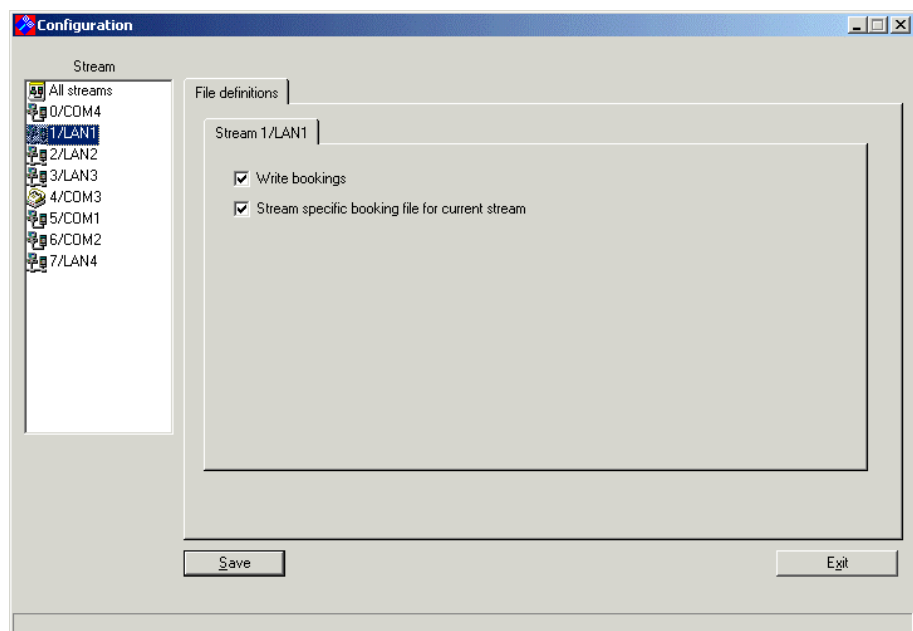 Configuration
Stream
All streams
0/COM4
1/LAN1
2/LAN2
3/LAN3
4/COM3
5/COM1
6/COM2
7/LAN4
File definitions
Stream 1/LAN1
Write bookings
Stream specific booking file for current stream
Save
Exit